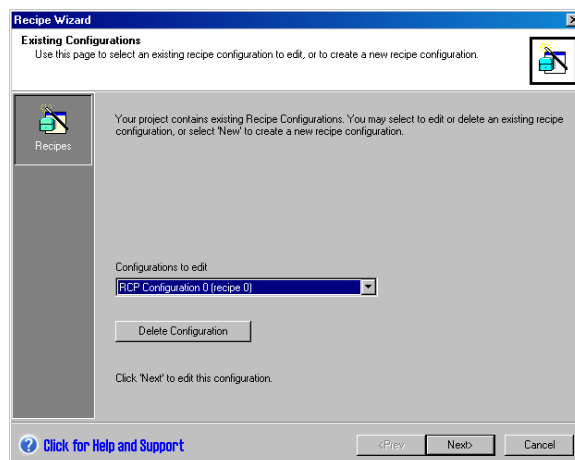 Recipe Wizard
Existing Configurations
Use this page to select an existing recipe configuration to edit, or to create a new recipe configuration.
Recipes
Your project contains existing Recipe Configurations. You may select to edit or delete an existing recipe
configuration, or select 'New' to create a new recipe configuration.
Configurations to edit
RCP Configuration 0 (recipe 0)
Delete Configuration
Click 'Next' to edit this configuration.
Click for Help and Support
<Prev
Next>
Cancel